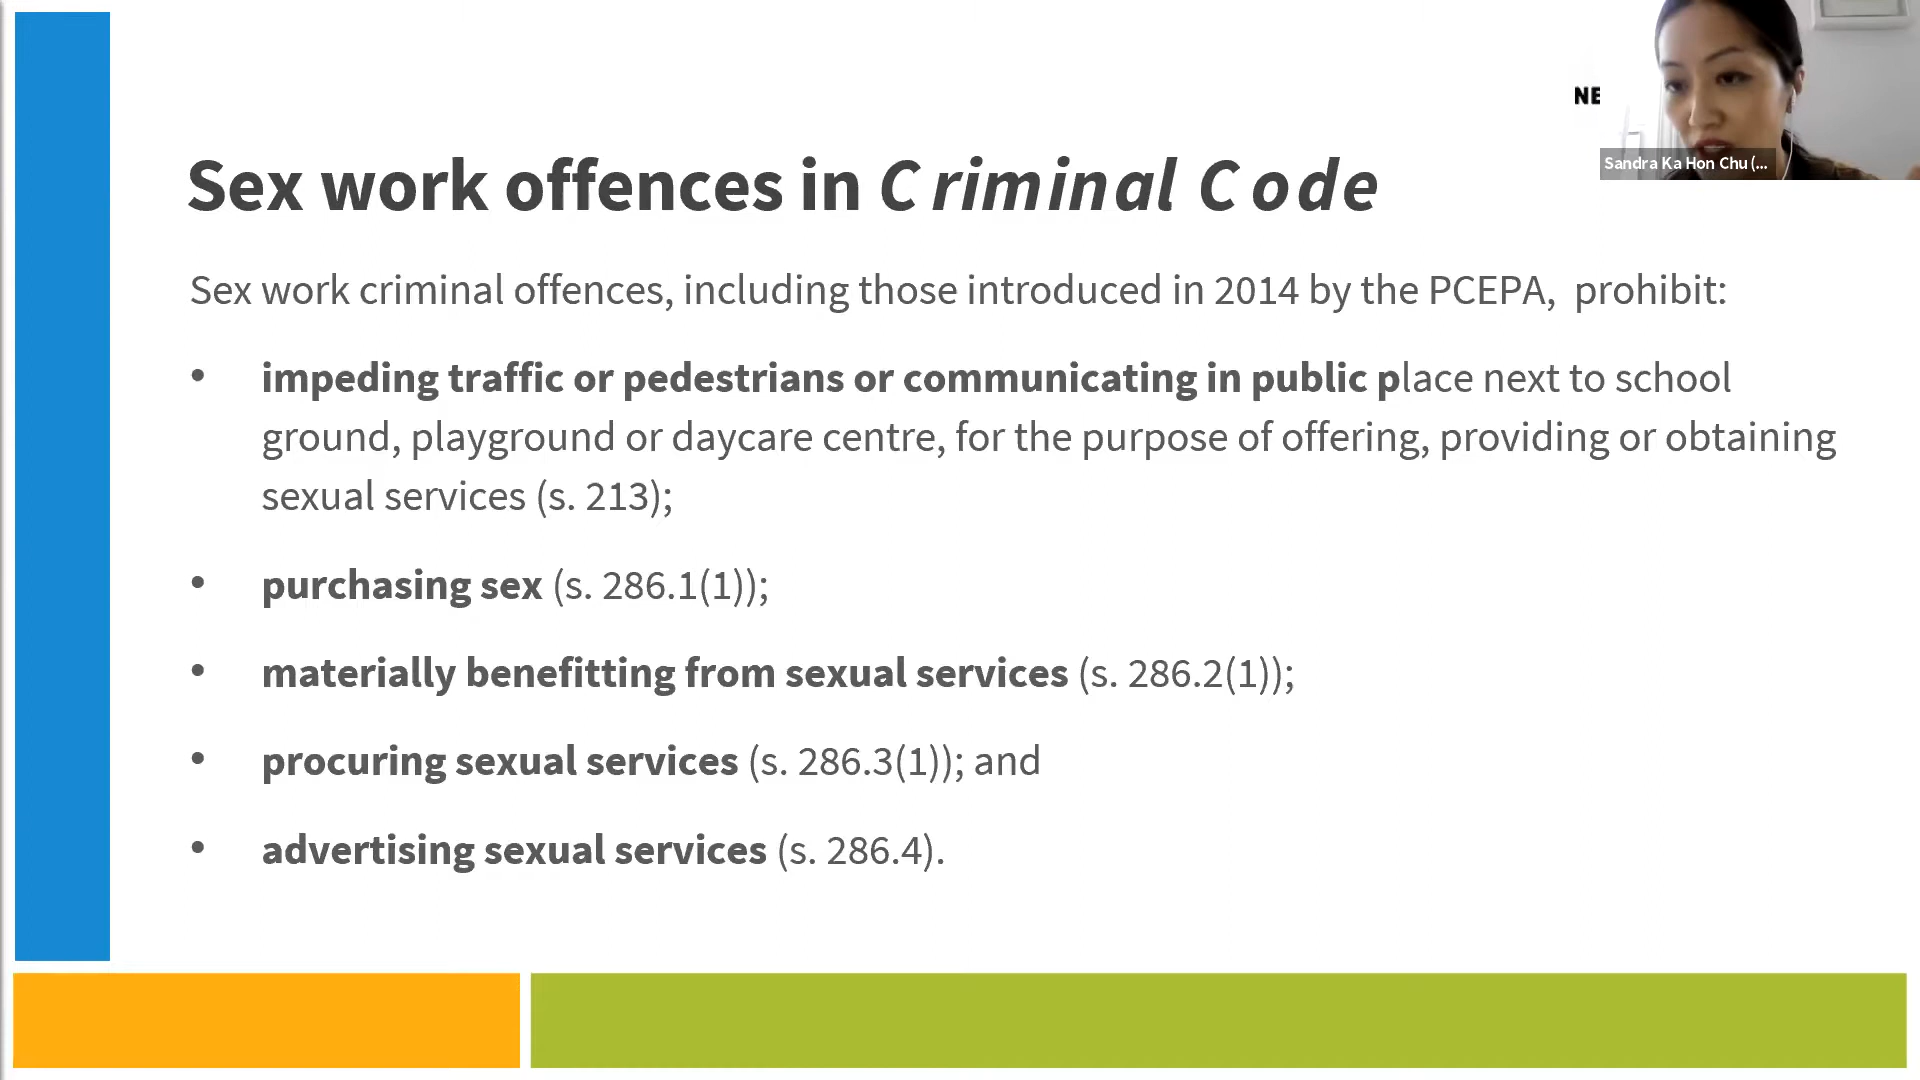 NE
Sandra Ka Hon Chu (...
Sex work offences in Criminal Code
Sex work criminal offences, including those introduced in 2014 by the PCEPA,  prohibit:
• impeding traffic or pedestrians or communicating in public place next to school
ground, playground or daycare centre, for the purpose of offering, providing or obtaining
sexual services (s. 213);
• purchasing sex (s. 286.1(1));
• materially benefitting from sexual services (s. 286.2(1));
• procuring sexual services (s. 286.3(1)); and
• advertising sexual services (s. 286.4).